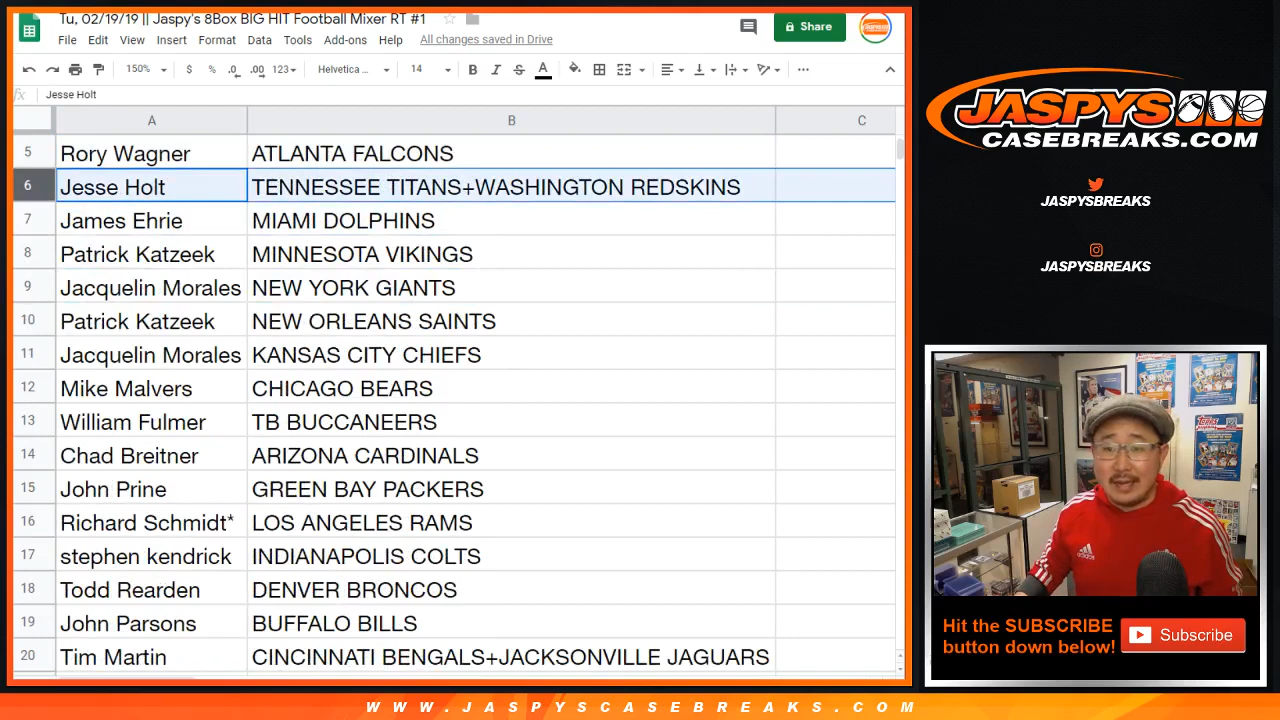 Tu, 02/19/19 || Jaspy's 8Box BIG HIT Football Mixer RT #1
File Edit View Insert Format Data Tools Add-ons Help All changes saved in Drive
Share
150% $ % .0 .00 123 Helvetica ... 14 B I S A
fx Jesse Holt
A B C
5 Rory Wagner ATLANTA FALCONS
6 Jesse Holt TENNESSEE TITANS+WASHINGTON REDSKINS
7 James Ehrie MIAMI DOLPHINS
8 Patrick Katzeek MINNESOTA VIKINGS
9 Jacquelin Morales NEW YORK GIANTS
10 Patrick Katzeek NEW ORLEANS SAINTS
11 Jacquelin Morales KANSAS CITY CHIEFS
12 Mike Malvers CHICAGO BEARS
13 William Fulmer TB BUCCANEERS
14 Chad Breitner ARIZONA CARDINALS
15 John Prine GREEN BAY PACKERS
16 Richard Schmidt* LOS ANGELES RAMS
17 stephen kendrick INDIANAPOLIS COLTS
18 Todd Rearden DENVER BRONCOS
19 John Parsons BUFFALO BILLS
20 Tim Martin CINCINNATI BENGALS+JACKSONVILLE JAGUARS
JASPYS
CASEBREAKS.COM
JASPYSBREAKS
JASPYSBREAKS
Hit the SUBSCRIBE
button down below!
Subscribe
WWW.JASPYSCASEBREAKS.COM